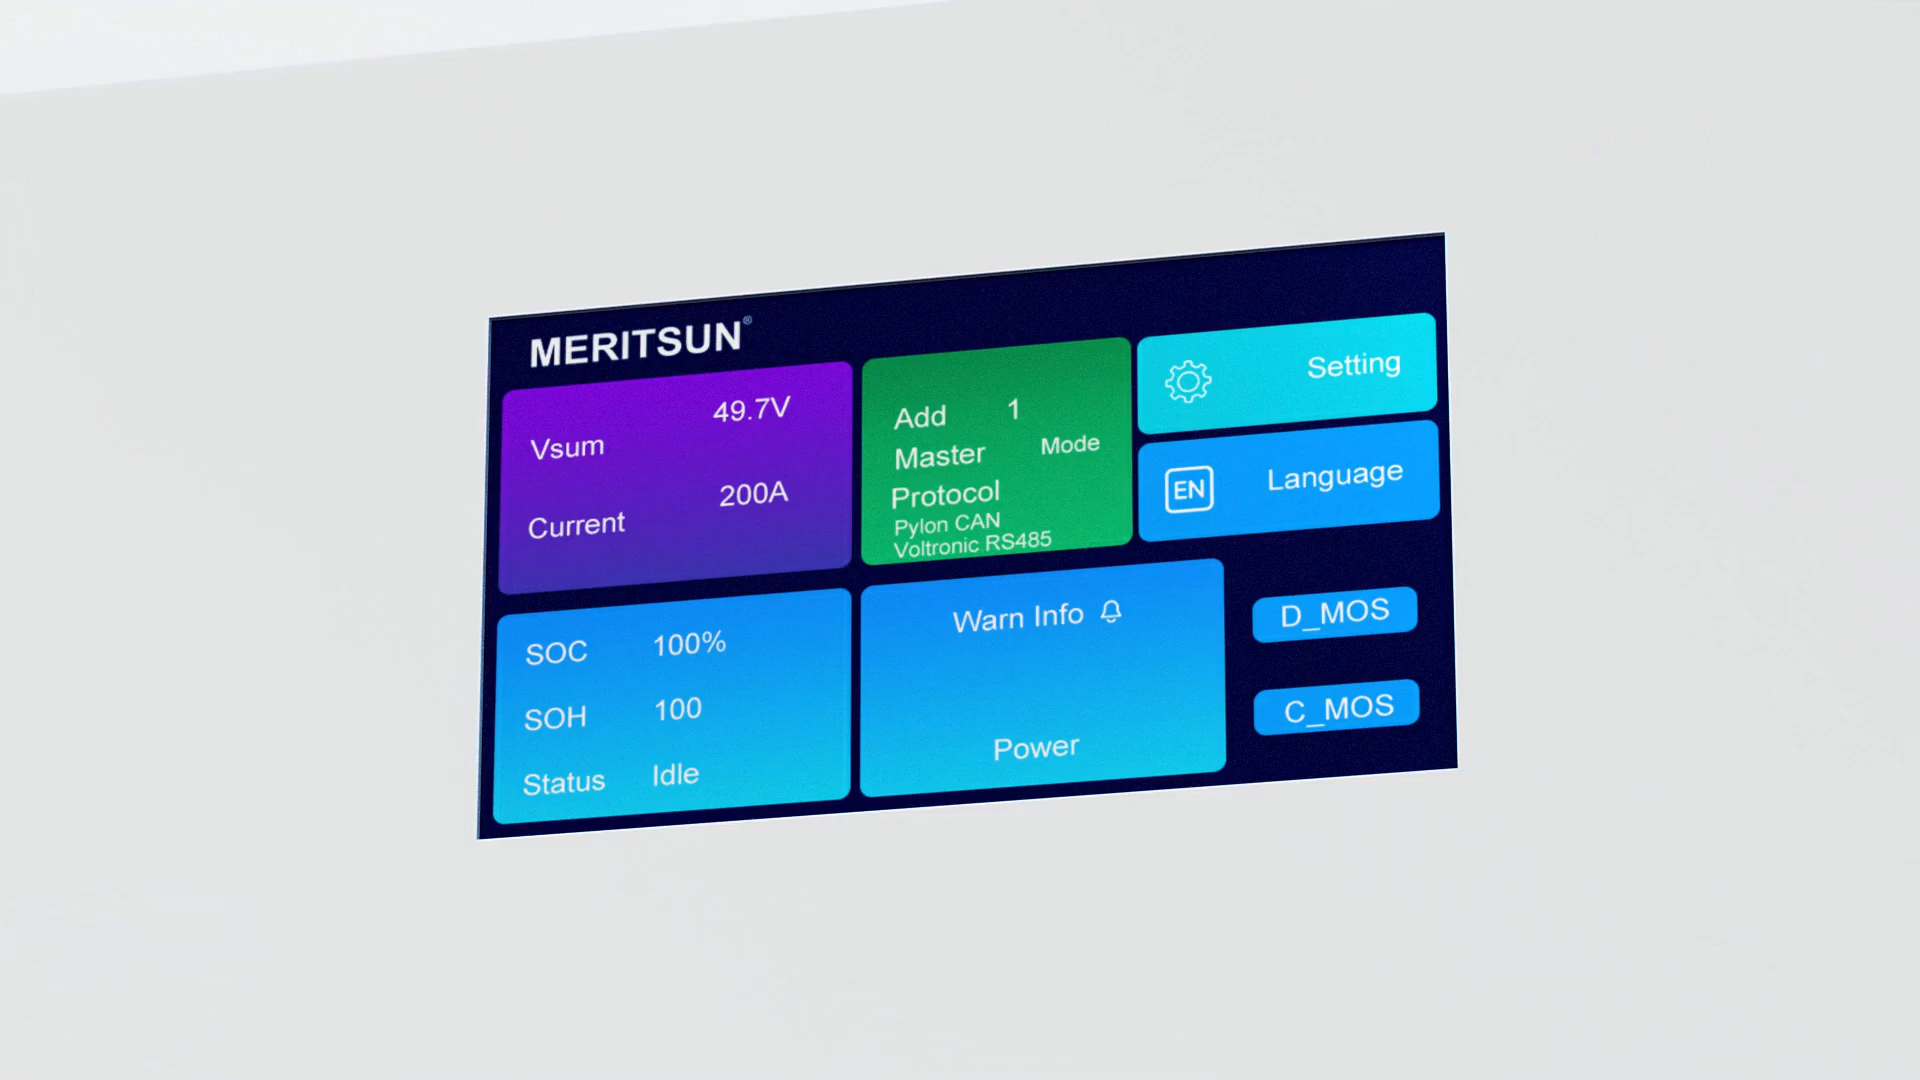 MERITSUN®
Vsum 49.7V
Current 200A
Add 1
Master Mode
Protocol
Pylon CAN
Voltronic RS485
Setting
EN Language
SOC 100%
SOH 100
Status Idle
Warn Info
Power
D_MOS
C_MOS